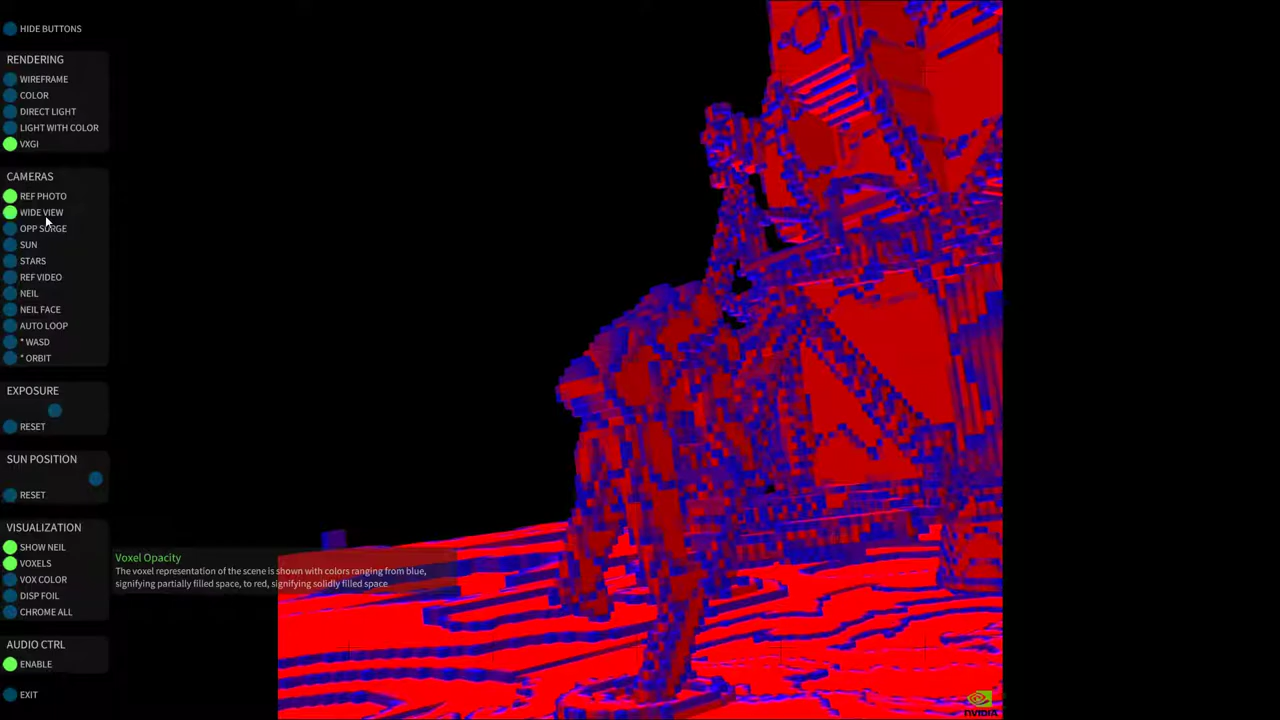 HIDE BUTTONS
RENDERING
WIREFRAME
COLOR
DIRECT LIGHT
LIGHT WITH COLOR
VXGI
CAMERAS
REF PHOTO
WIDE VIEW
OPP SURGE
SUN
STARS
REF VIDEO
NEIL
NEIL FACE
AUTO LOOP
* WASD
* ORBIT
EXPOSURE
RESET
SUN POSITION
RESET
VISUALIZATION
SHOW NEIL
VOXELS
VOX COLOR
DISP FOIL
CHROME ALL
Voxel Opacity
The voxel representation of the scene is shown with colors ranging from blue,
signifying partially filled space, to red, signifying solidly filled space.
AUDIO CTRL
ENABLE
EXIT
NVIDIA